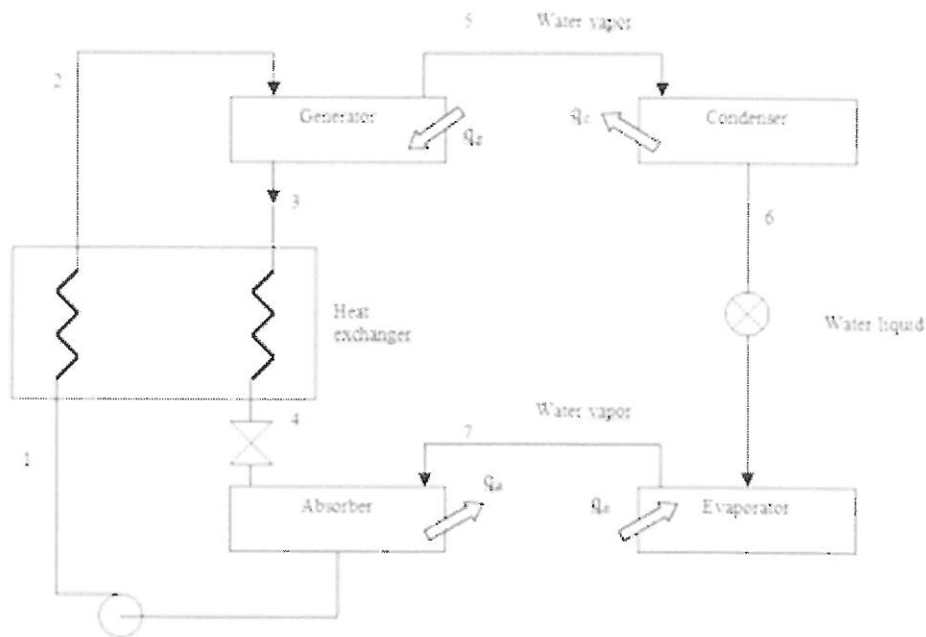 5 Water vapor
2
Generator
Condenser
3
6
Heat
exchanger
Water liquid
4
Water vapor
7
1
Absorber
Evaporator